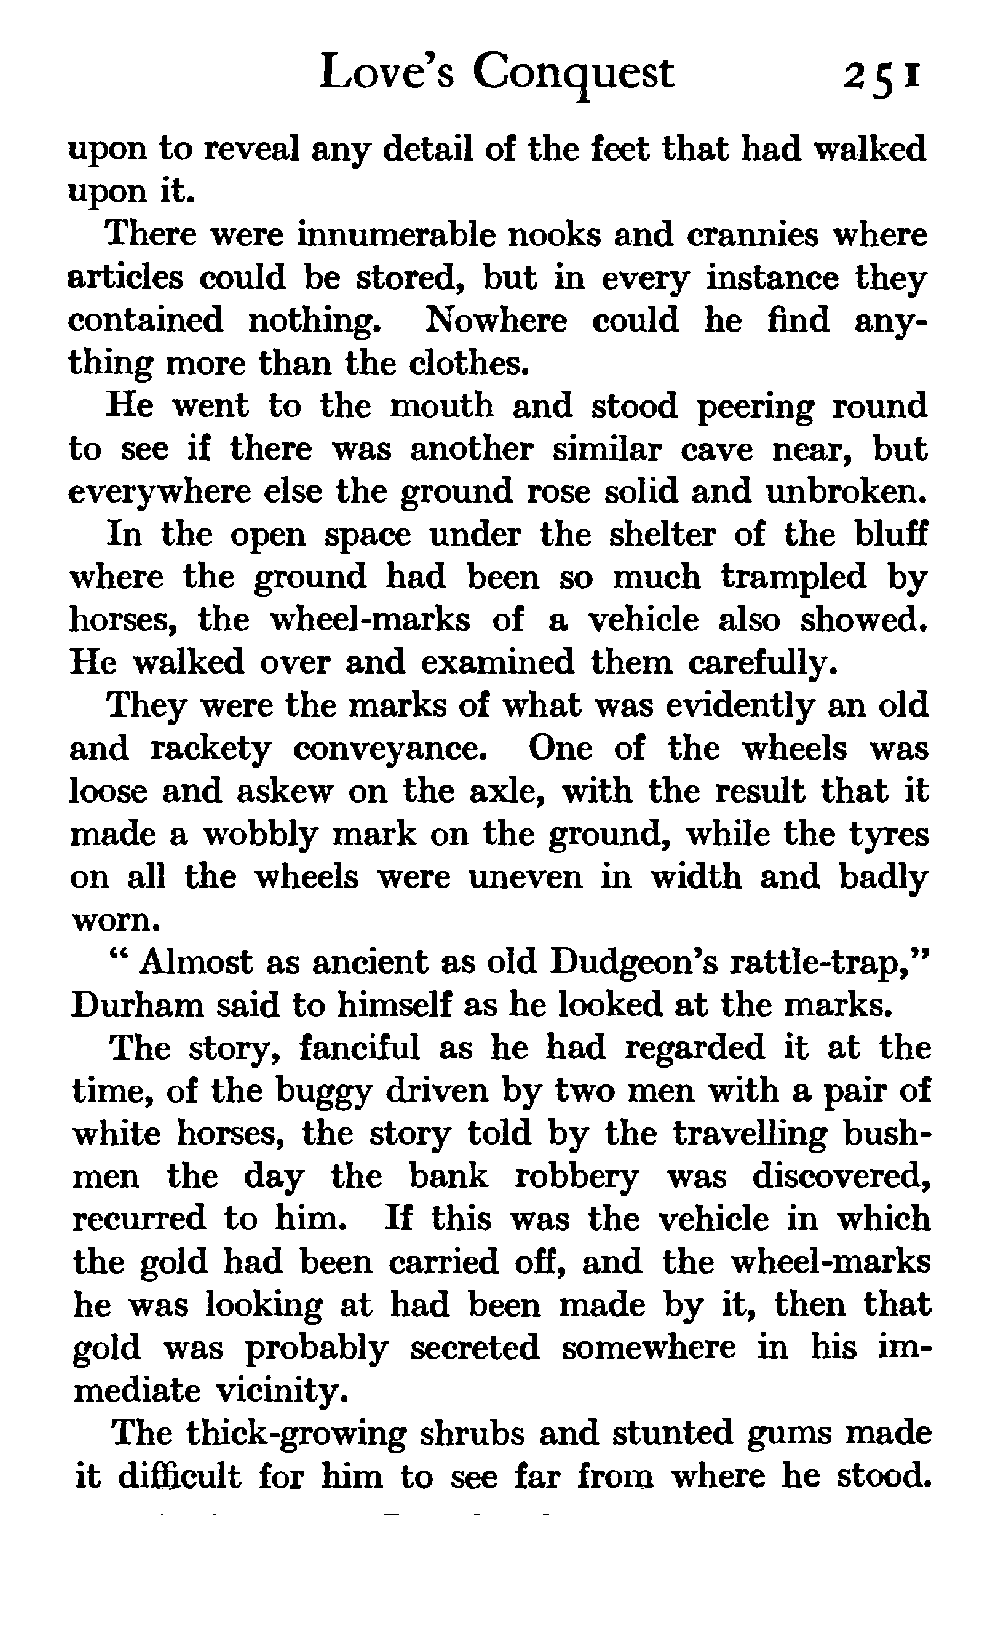 Love's Conquest 251
upon to reveal any detail of the feet that had walked
upon it.
There were innumerable nooks and crannies where
articles could be stored, but in every instance they
contained nothing. Nowhere could he find any-
thing more than the clothes.
He went to the mouth and stood peering round
to see if there was another similar cave near, but
everywhere else the ground rose solid and unbroken.
In the open space under the shelter of the bluff
where the ground had been so much trampled by
horses, the wheel-marks of a vehicle also showed.
He walked over and examined them carefully.
They were the marks of what was evidently an old
and rackety conveyance. One of the wheels was
loose and askew on the axle, with the result that it
made a wobbly mark on the ground, while the tyres
on all the wheels were uneven in width and badly
worn.
“ Almost as ancient as old Dudgeon's rattle-trap,”
Durham said to himself as he looked at the marks.
The story, fanciful as he had regarded it at the
time, of the buggy driven by two men with a pair of
white horses, the story told by the travelling bush-
men the day the bank robbery was discovered,
recurred to him. If this was the vehicle in which
the gold had been carried off, and the wheel-marks
he was looking at had been made by it, then that
gold was probably secreted somewhere in his im-
mediate vicinity.
The thick-growing shrubs and stunted gums made
it difficult for him to see far from where he stood.